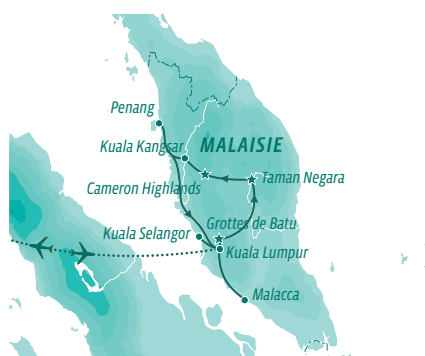 Penang
Kuala Kangsar
MALAISIE
Cameron Highlands
Taman Negara
Kuala Selangor
Grottes de Batu
Kuala Lumpur
Malacca